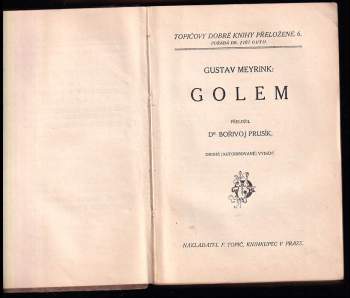 TOPIČOVY DOBRÉ KNIHY PŘELOŽENÉ, 6.
POŘÁDÁ DR. JIŘÍ GUTH.
GUSTAV MEYRINK:
GOLEM
PŘELOŽIL
DR BOŘIVOJ PRUSÍK.
DRUHÉ (AUTORISOVANÉ) VYDÁNÍ.
NAKLADATEL F. TOPIČ, KNIHKUPEC V PRAZE.